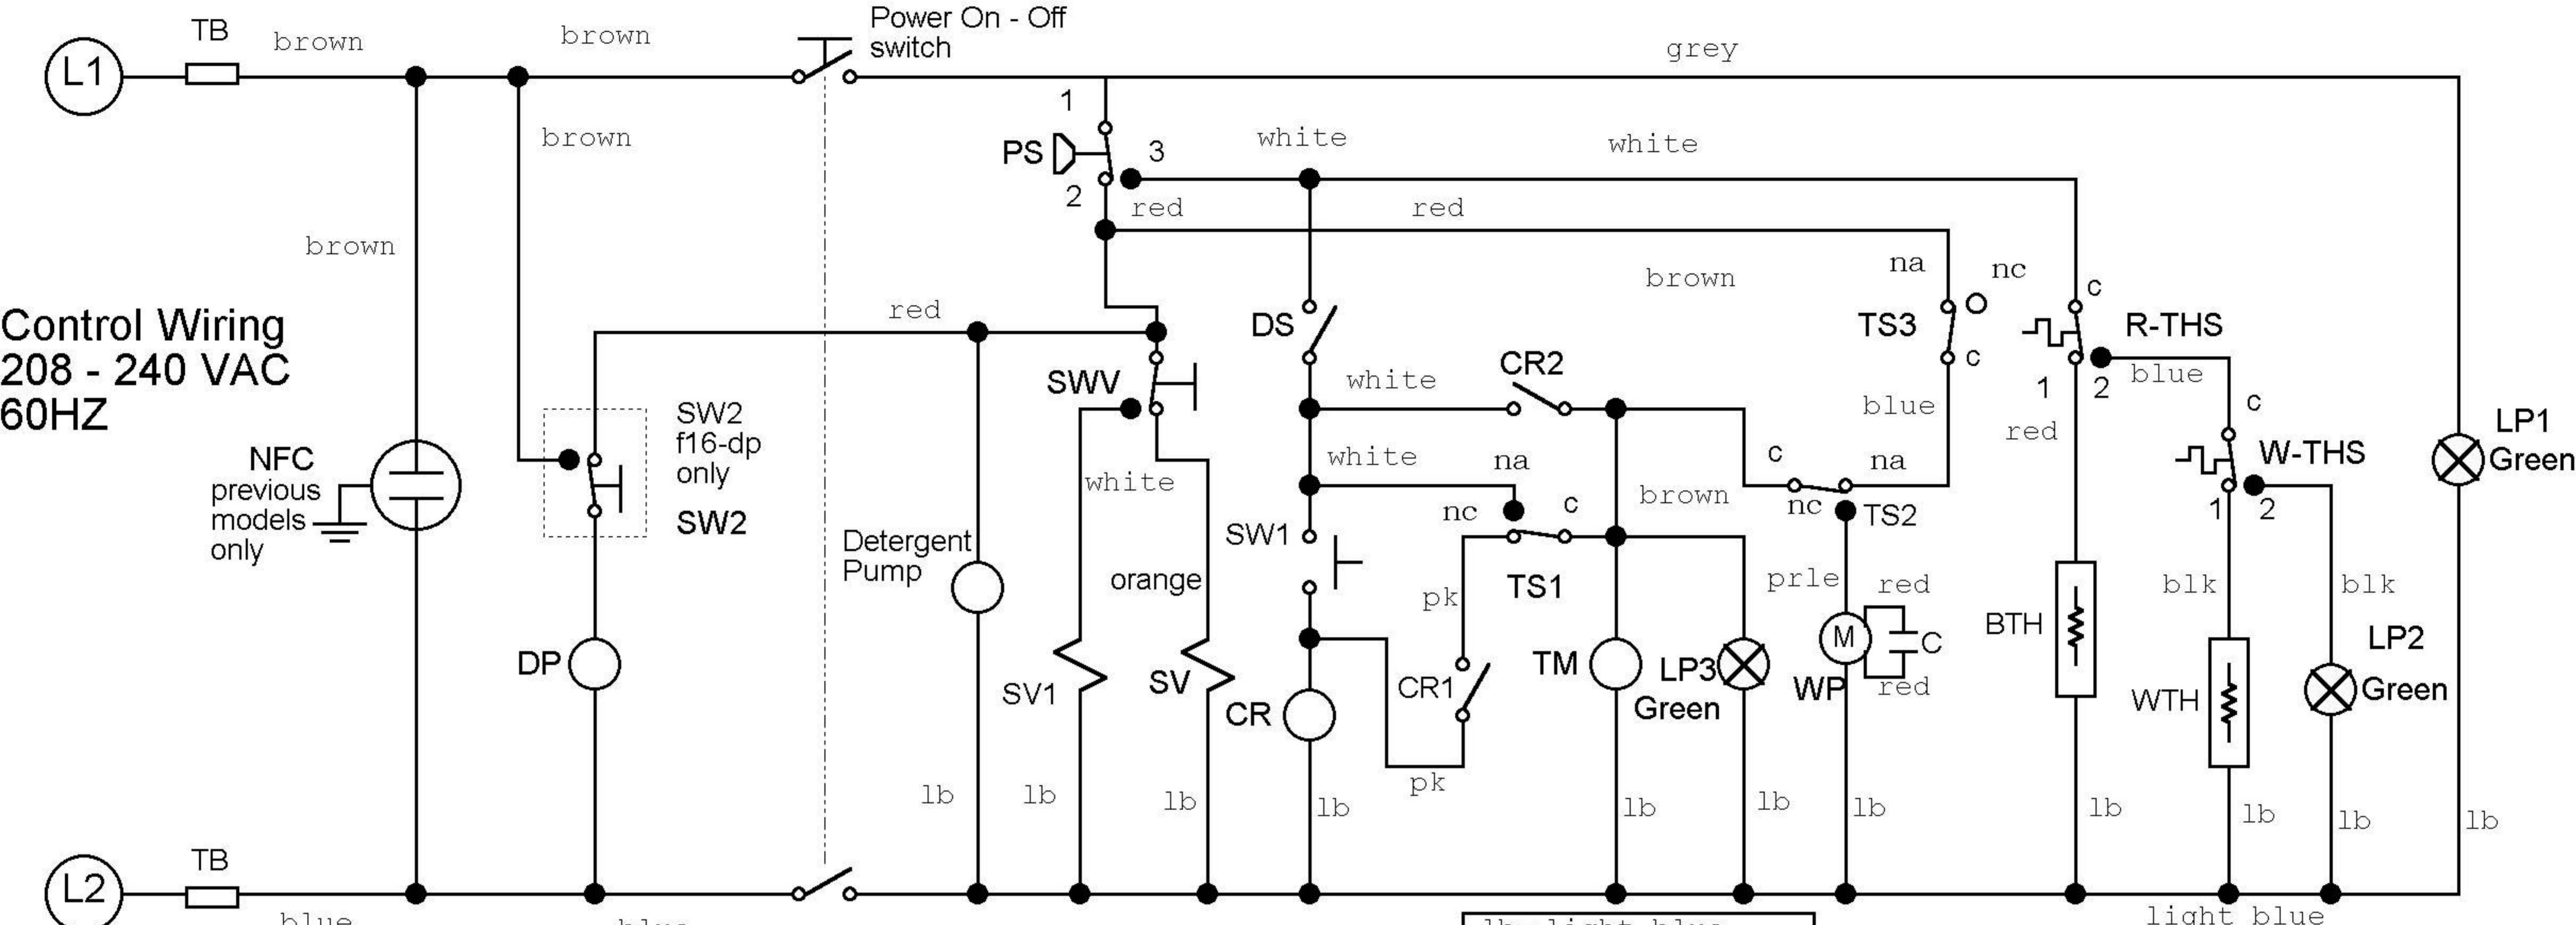 Power On - Off
switch
TB
brown
brown
grey
L1
1
brown
PS
3
white
white
2
red
red
brown
na
nc
brown
c
Control Wiring
208 - 240 VAC
60HZ
red
DS
TS3
c
R-THS
CR2
SWV
white
1
2
blue
SW2
f16-dp
only
SW2
blue
c
LP1
Green
NFC
previous
models
only
white
white
na
c
na
red
W-THS
brown
nc
c
nc
TS2
1
2
SW1
Detergent
Pump
orange
TS1
prle
red
blk
blk
pk
BTH
M
C
LP2
Green
DP
TM
LP3
Green
SV1
SV
CR1
WP
red
WTH
CR
pk
lb
lb
lb
lb
lb
lb
lb
lb
lb
lb
lb
TB
L2
blue
blue
lb light blue
light blue